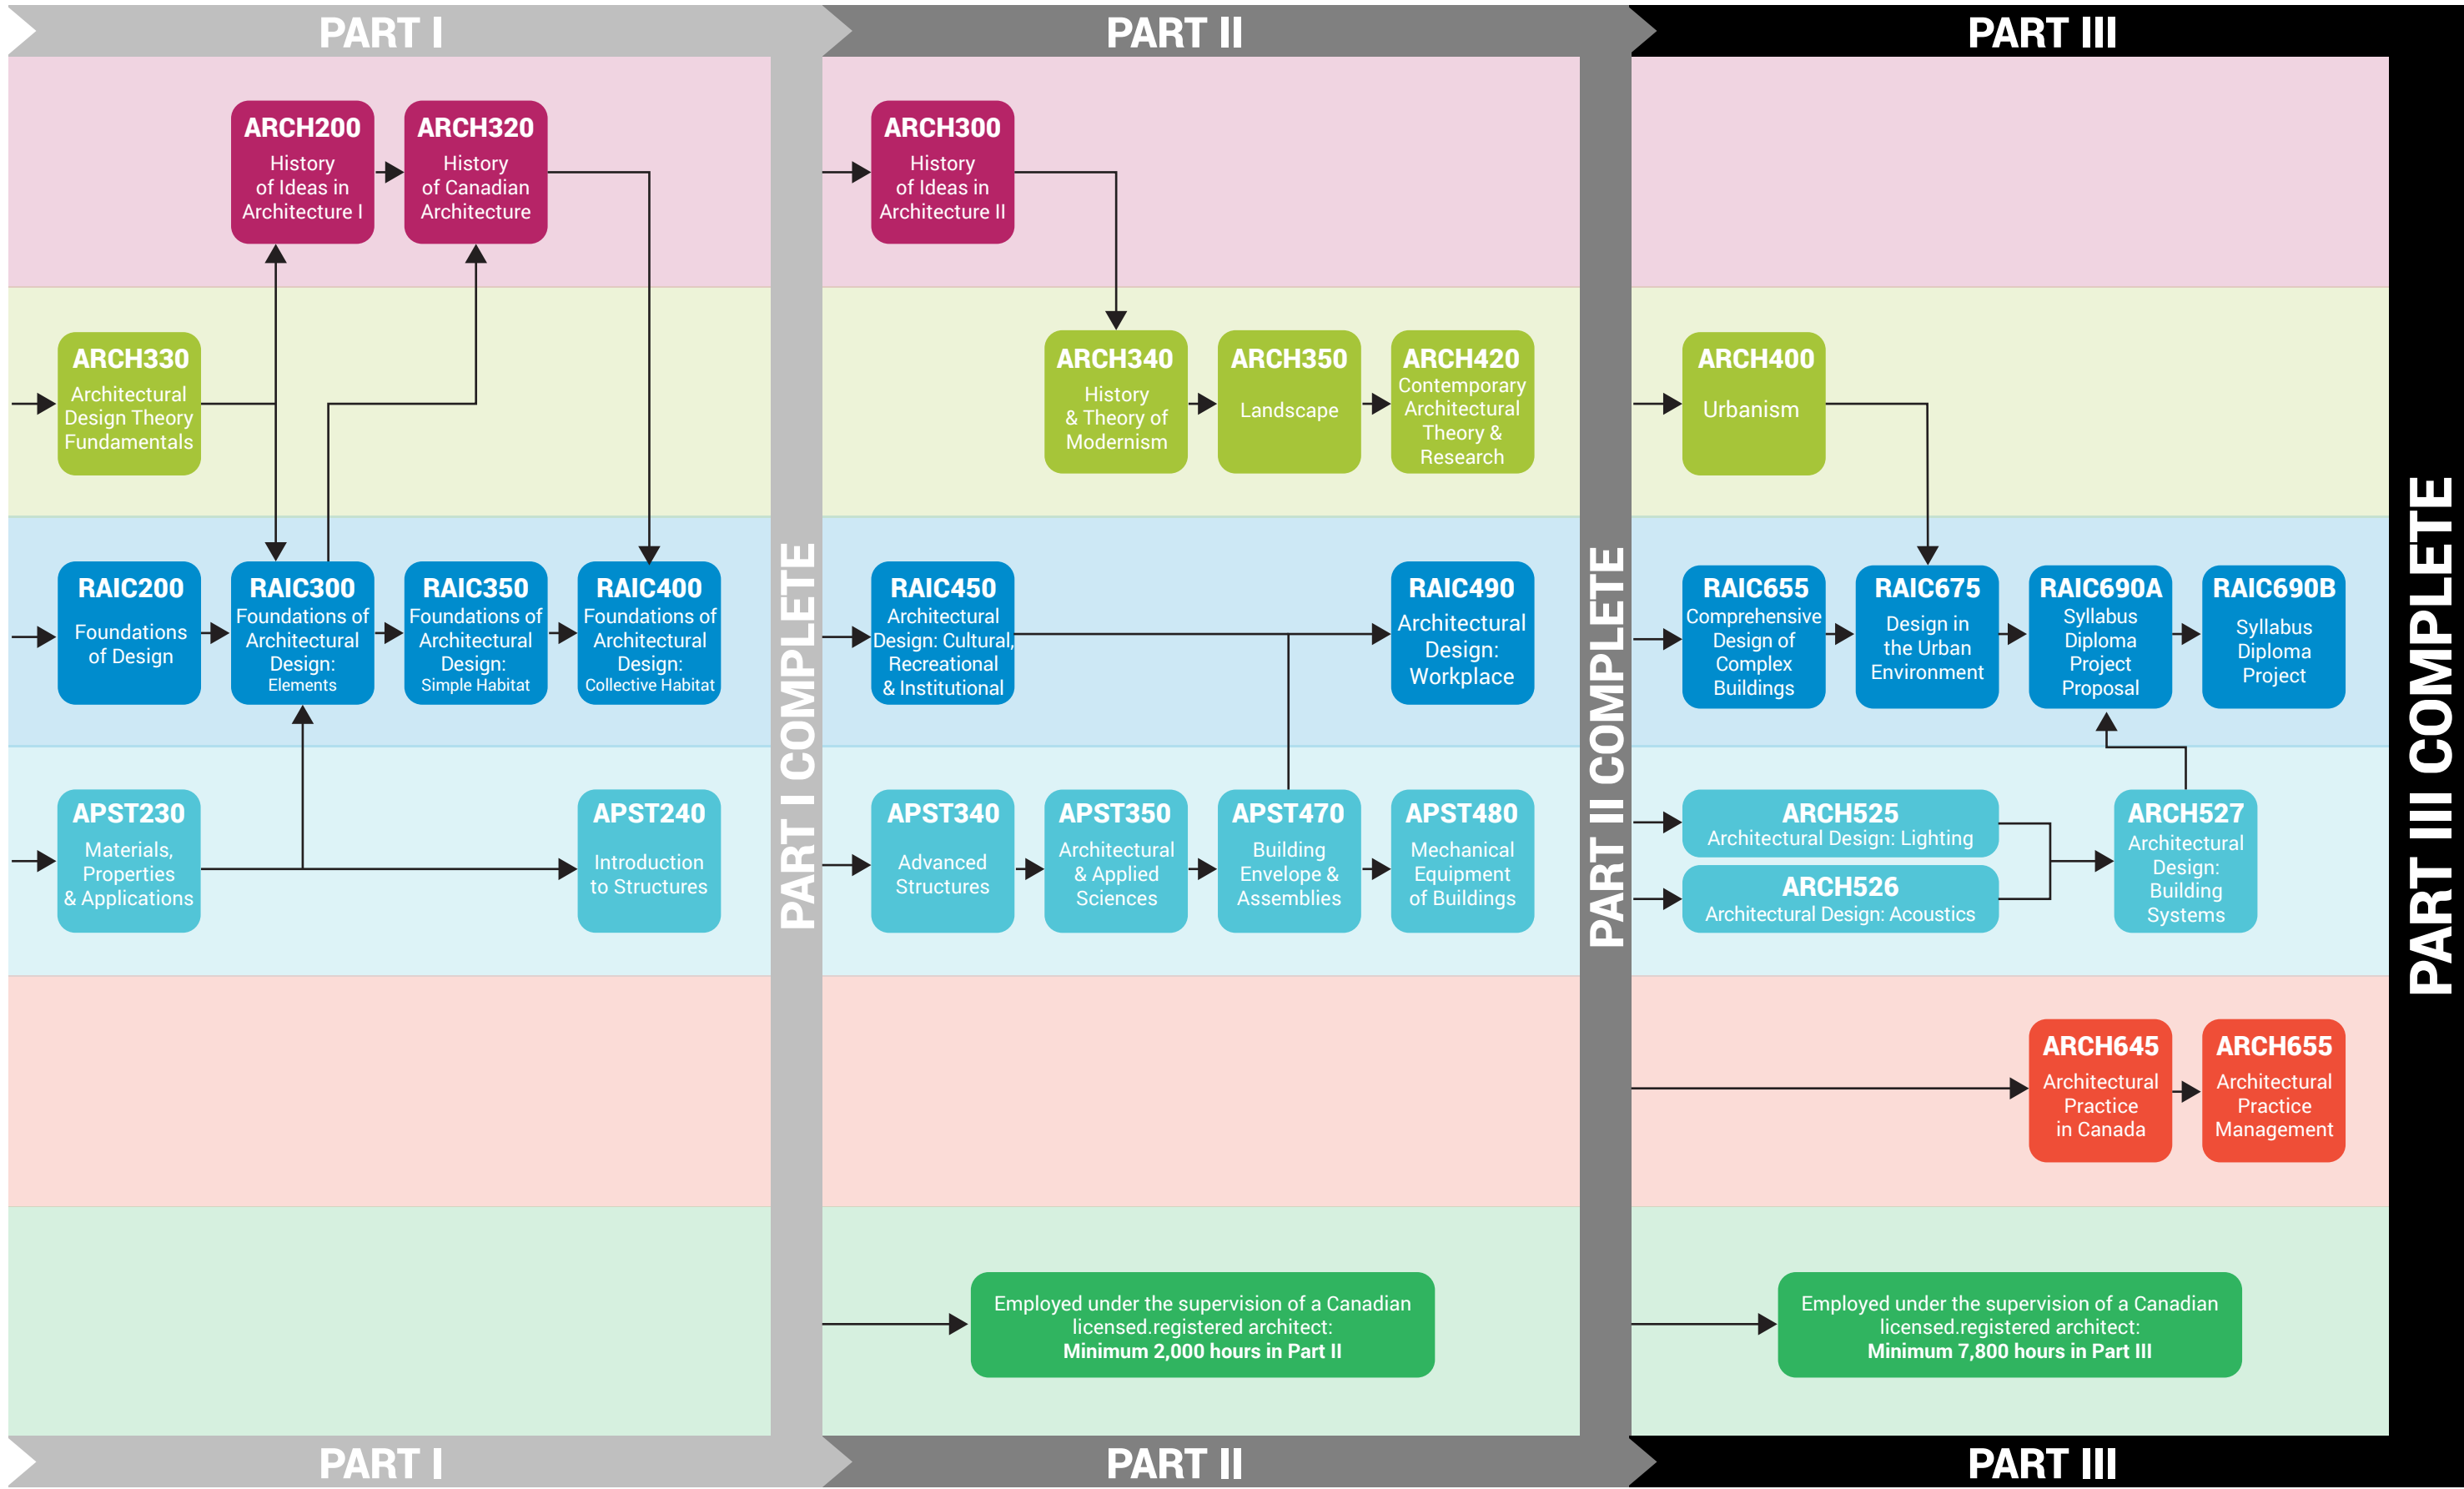 PART I
PART II
PART III
ARCH200
History
of Ideas in
Architecture I
ARCH320
History
of Canadian
Architecture
ARCH300
History
of Ideas in
Architecture II
ARCH330
Architectural
Design Theory
Fundamentals
ARCH340
History
& Theory of
Modernism
ARCH350
Landscape
ARCH420
Contemporary
Architectural
Theory &
Research
ARCH400
Urbanism
RAIC200
Foundations
of Design
RAIC300
Foundations of
Architectural
Design:
Elements
RAIC350
Foundations of
Architectural
Design:
Simple Habitat
RAIC400
Foundations of
Architectural
Design:
Collective Habitat
PART I COMPLETE
RAIC450
Architectural
Design: Cultural,
Recreational
& Institutional
RAIC490
Architectural
Design:
Workplace
PART III COMPLETE
RAIC655
Comprehensive
Design of
Complex
Buildings
RAIC675
Design in
the Urban
Environment
RAIC690A
Syllabus
Diploma
Project
Proposal
RAIC690B
Syllabus
Diploma
Project
PART III COMPLETE
APST230
Materials,
Properties
& Applications
APST240
Introduction
to Structures
APST340
Advanced
Structures
APST350
Architectural
& Applied
Sciences
APST470
Building
Envelope &
Assemblies
APST480
Mechanical
Equipment
of Buildings
ARCH525
Architectural Design: Lighting
ARCH526
Architectural Design: Acoustics
ARCH527
Architectural
Design:
Building
Systems
ARCH645
Architectural
Practice
in Canada
ARCH655
Architectural
Practice
Management
Employed under the supervision of a Canadian
licensed.registered architect:
Minimum 2,000 hours in Part II
Employed under the supervision of a Canadian
licensed.registered architect:
Minimum 7,800 hours in Part III
PART I
PART II
PART III